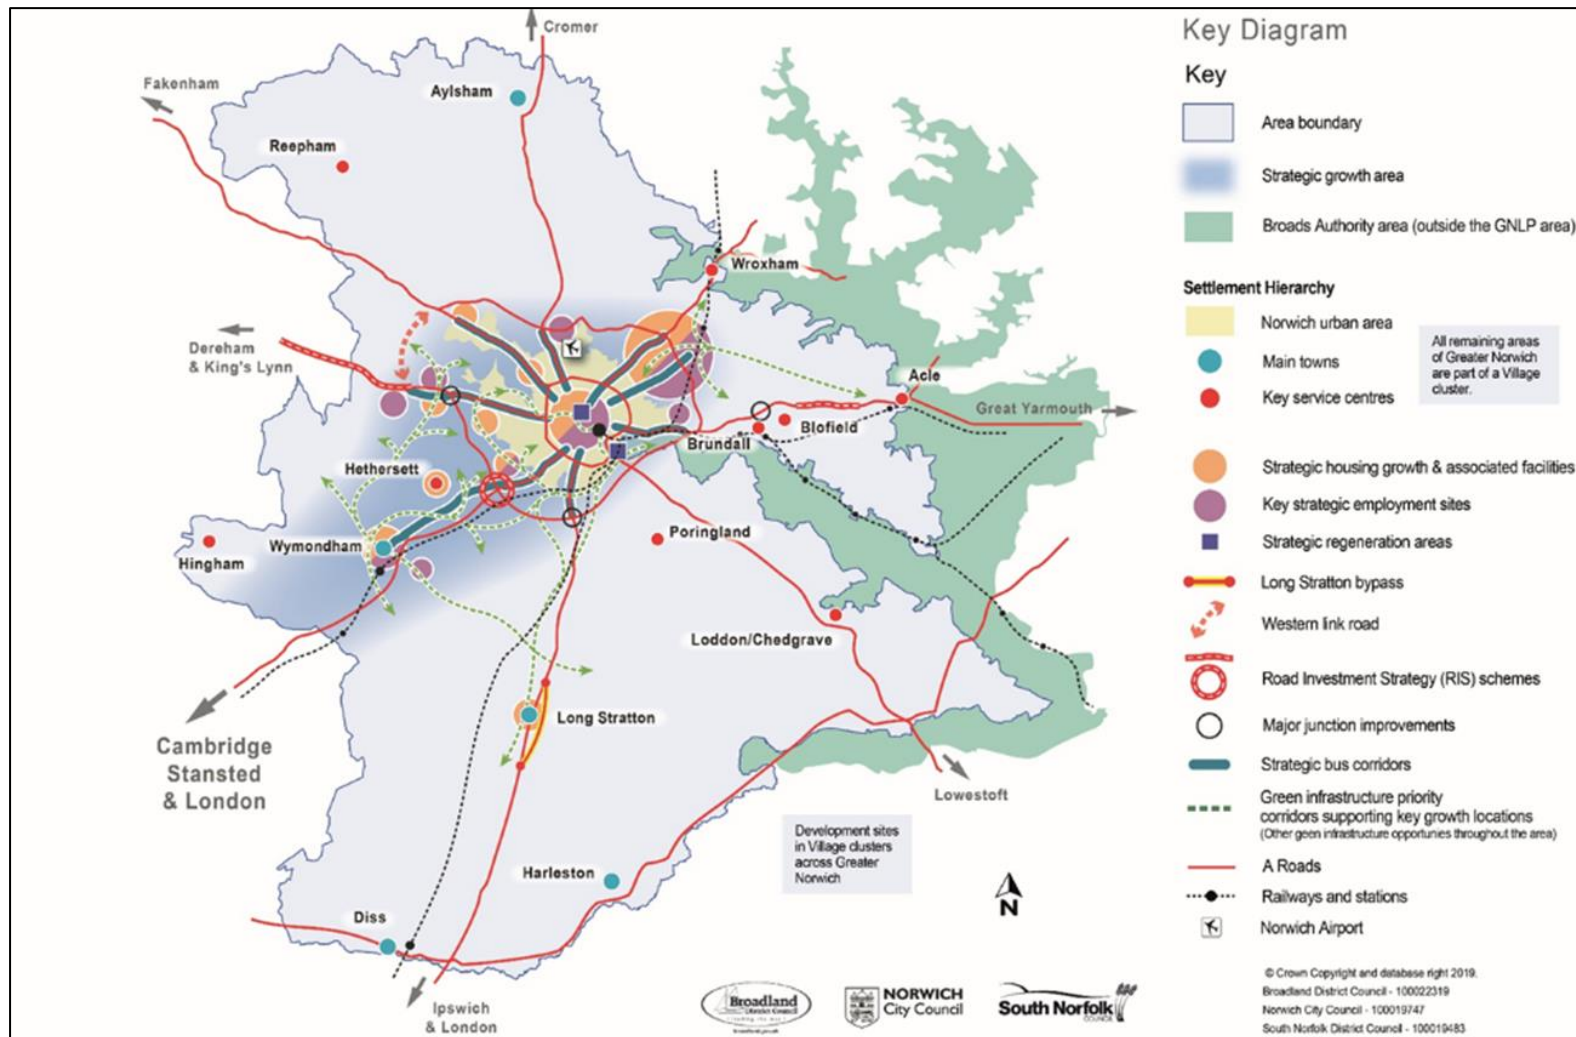 Cromer
Fakenham
Aylsham
Reepham
Wroxham
Dereham
& King's Lynn
Acle
Great Yarmouth
Blofield
Brundall
Hethersett
Wymondham
Hingham
Poringland
Loddon/Chedgrave
Long Stratton
Cambridge
Stansted
& London
Lowestoft
Development sites
in Village clusters
across Greater
Norwich
Harleston
Diss
Ipswich
& London
N
Broadland
District Council
NORWICH
City Council
South Norfolk
COUNCIL
Key Diagram
Key
Area boundary
Strategic growth area
Broads Authority area (outside the GNLP area)
Settlement Hierarchy
Norwich urban area
Main towns
Key service centres
All remaining areas
of Greater Norwich
are part of a Village
cluster.
Strategic housing growth & associated facilities
Key strategic employment sites
Strategic regeneration areas
Long Stratton bypass
Western link road
Road Investment Strategy (RIS) schemes
Major junction improvements
Strategic bus corridors
Green infrastructure priority
corridors supporting key growth locations
(Other geen infrastructure opportunies throughout the area)
A Roads
Railways and stations
Norwich Airport
© Crown Copyright and database right 2019.
Broadland District Council - 100022319
Norwich City Council - 100019747
South Norfolk District Council - 100019483